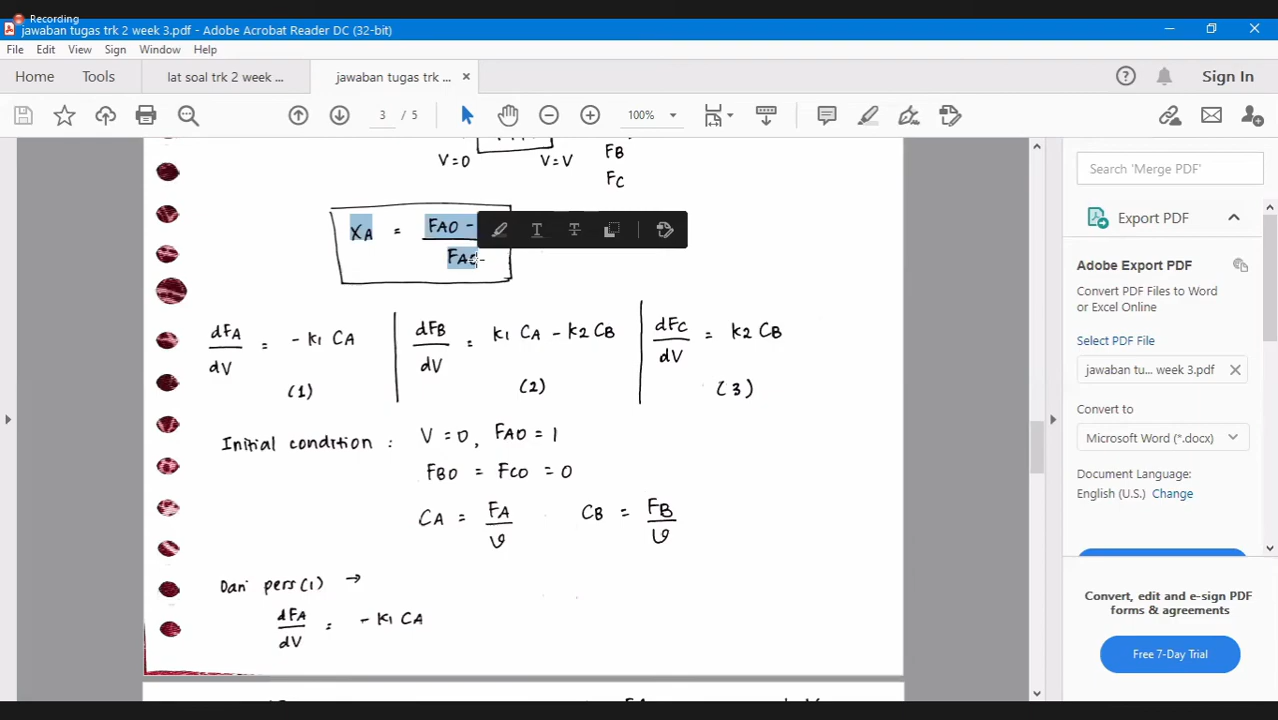 Recording
jawaban tugas trk 2 week 3.pdf - Adobe Acrobat Reader DC (32-bit)
File Edit View Sign Window Help
Home Tools lat soal trk 2 week ... jawaban tugas trk ... × Sign In
3 / 5 100%
V=0 V=V FB
FC
XA = FAO -
FAO
dFA/dV = - k1 CA (1)
dFB/dV = k1 CA - k2 CB (2)
dFC/dV = k2 CB (3)
Initial condition : V = 0, FAO = 1
FBO = FCO = 0
CA = FA/υ CB = FB/υ
Dari pers (1) →
dFA/dV = - k1 CA
Search 'Merge PDF'
Export PDF
Adobe Export PDF
Convert PDF Files to Word
or Excel Online
Select PDF File
jawaban tu... week 3.pdf ×
Convert to
Microsoft Word (*.docx)
Document Language:
English (U.S.) Change
Convert, edit and e-sign PDF
forms & agreements
Free 7-Day Trial